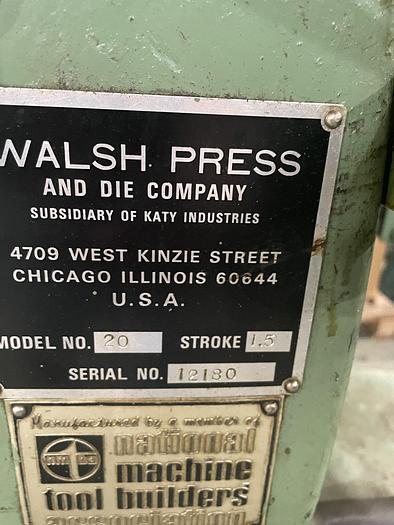 WALSH PRESS
AND DIE COMPANY
SUBSIDIARY OF KATY INDUSTRIES
4709 WEST KINZIE STREET
CHICAGO ILLINOIS 60644
U.S.A.
MODEL NO. 20 STROKE 1.5
SERIAL NO. 12180
Manufactured by a member of
national
machine
tool builders'
association